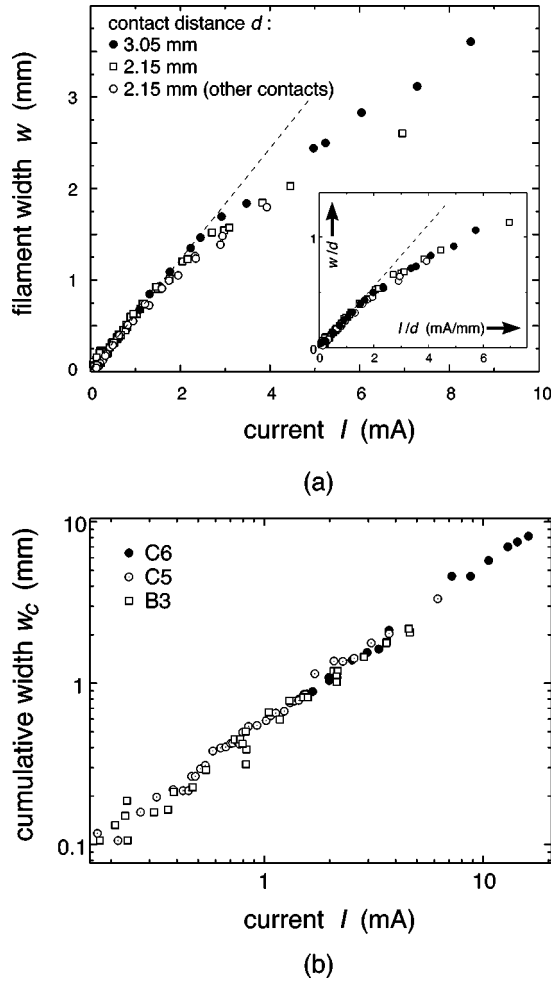 contact distance d :
3.05 mm
2.15 mm
2.15 mm (other contacts)
filament width w (mm)
3
2
1
0
w/d
1
0
I/d (mA/mm)
0 2 4 6
0 2 4 6 8 10
current I (mA)
(a)
10
1
0.1
cumulative width wc (mm)
C6
C5
B3
1 10
current I (mA)
(b)